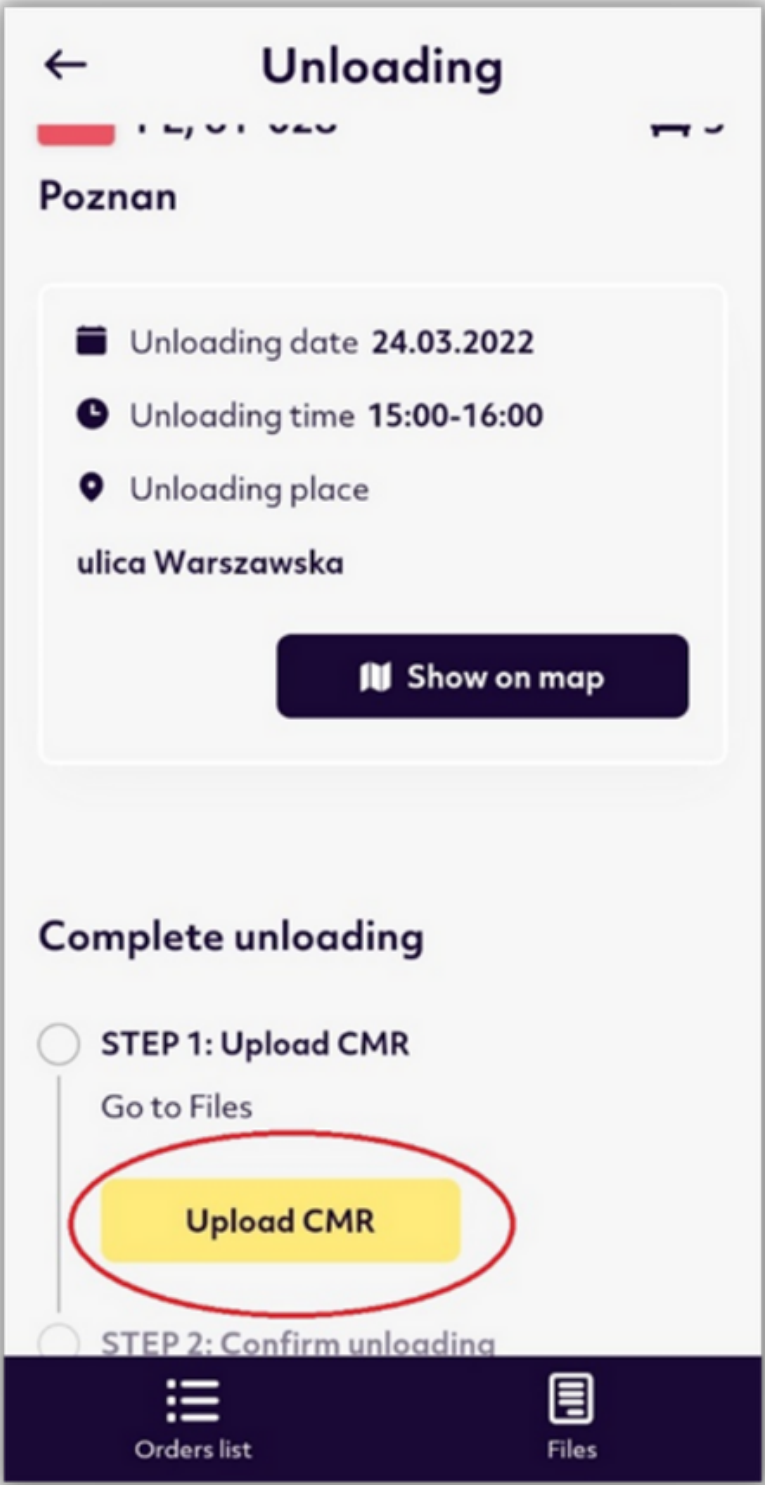 Unloading
Poznan
Unloading date 24.03.2022
Unloading time 15:00-16:00
Unloading place
ulica Warszawska
Show on map
Complete unloading
STEP 1: Upload CMR
Go to Files
Upload CMR
STEP 2: Confirm unloading
Orders list
Files